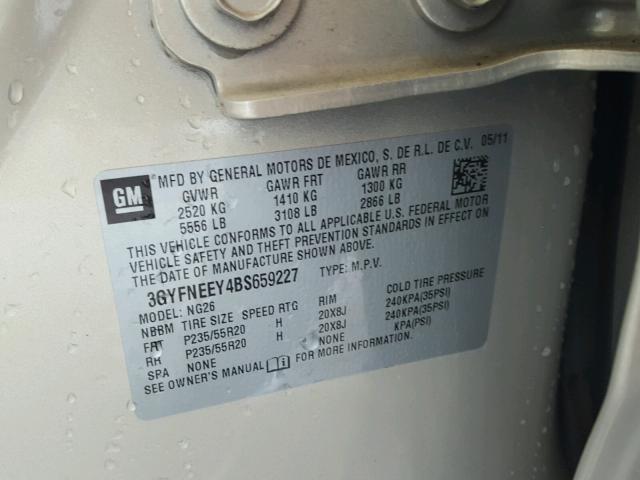 GM
MFD BY GENERAL MOTORS DE MEXICO, S. DE R.L. DE C.V. 05/11
GVWR GAWR FRT GAWR RR
2520 KG 1410 KG 1300 KG
5556 LB 3108 LB 2866 LB
THIS VEHICLE CONFORMS TO ALL APPLICABLE U.S. FEDERAL MOTOR
VEHICLE SAFETY AND THEFT PREVENTION STANDARDS IN EFFECT ON
THE DATE OF MANUFACTURE SHOWN ABOVE.
3GYFNEEY4BS659227 TYPE: M.P.V.
MODEL: NG26 COLD TIRE PRESSURE
TIRE SIZE SPEED RTG RIM 240KPA(35PSI)
FRT P235/55R20 H 20X8J 240KPA(35PSI)
RR P235/55R20 H 20X8J KPA(PSI)
SPA NONE NONE
SEE OWNER'S MANUAL FOR MORE INFORMATION.